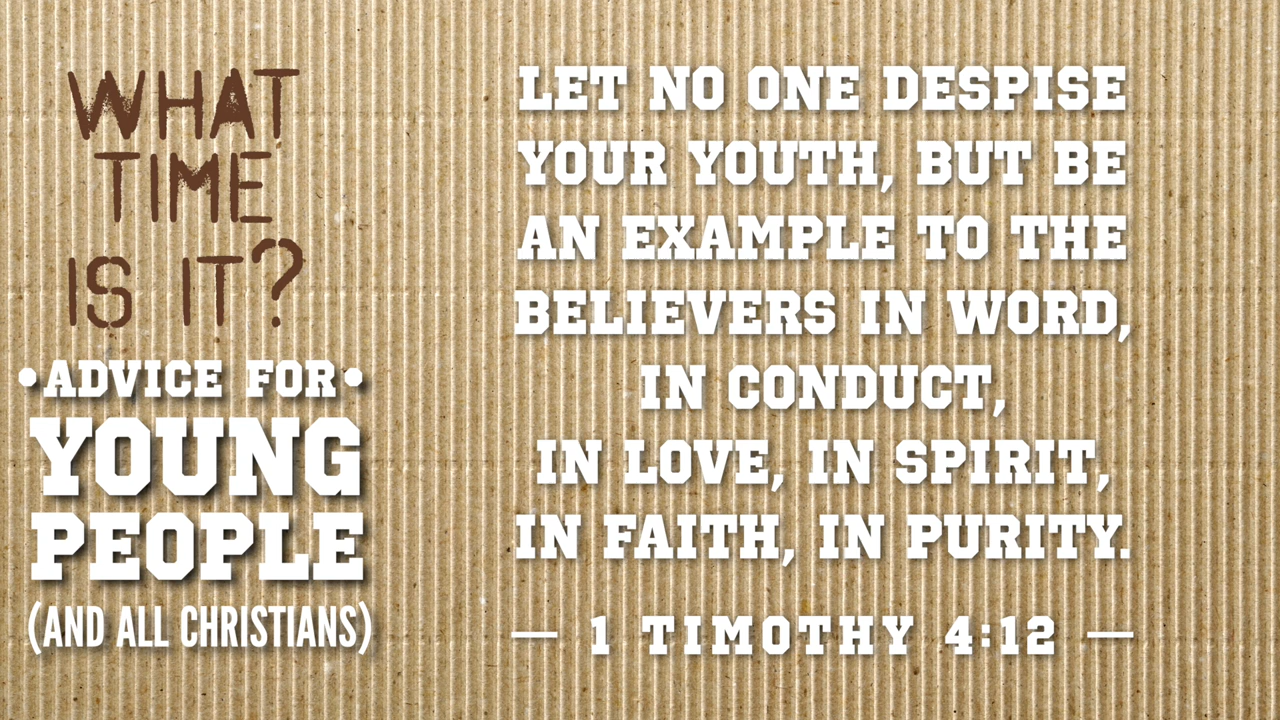 WHAT
TIME
IS IT?
•ADVICE FOR•
YOUNG
PEOPLE
(AND ALL CHRISTIANS)
LET NO ONE DESPISE
YOUR YOUTH, BUT BE
AN EXAMPLE TO THE
BELIEVERS IN WORD,
IN CONDUCT,
IN LOVE, IN SPIRIT,
IN FAITH, IN PURITY.
— 1 TIMOTHY 4:12 —